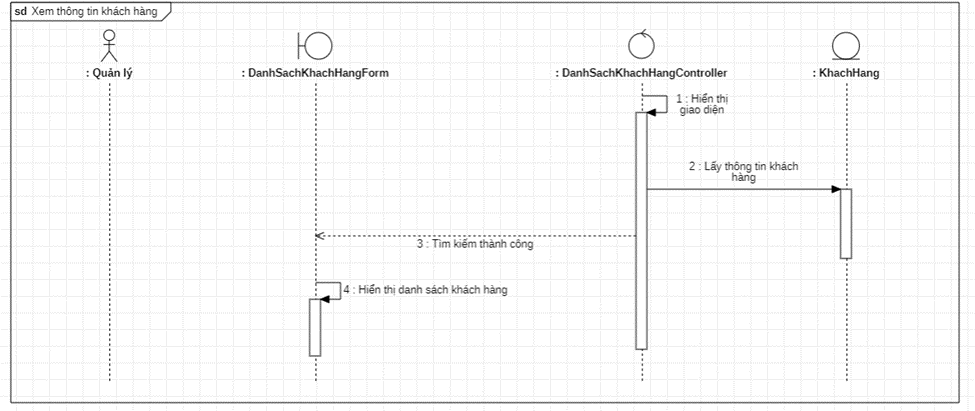 sd Xem thông tin khách hàng
: Quản lý
: DanhSachKhachHangForm
: DanhSachKhachHangController
: KhachHang
1 : Hiển thị
giao diện
2 : Lấy thông tin khách
hàng
3 : Tìm kiếm thành công
4 : Hiển thị danh sách khách hàng